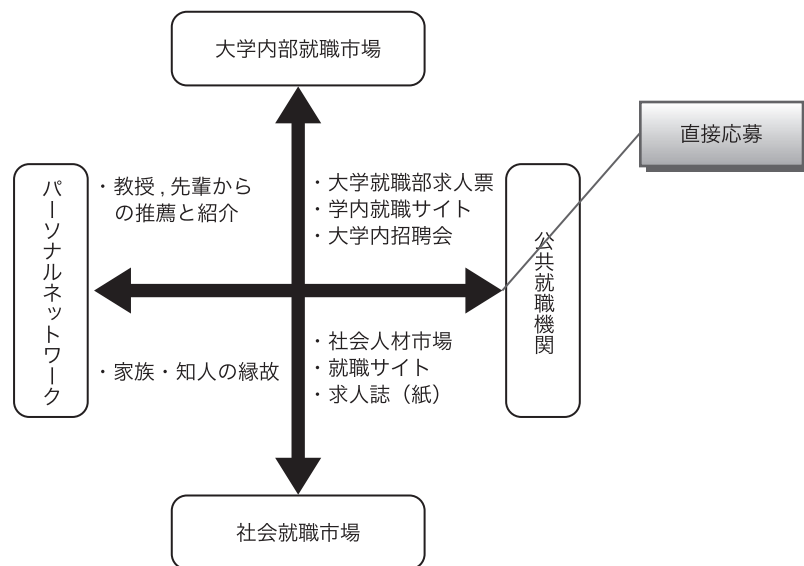 大学内部就職市場
直接応募
パーソナルネットワーク
・教授，先輩から
の推薦と紹介
・大学就職部求人票
・学内就職サイト
・大学内招聘会
公共就職機関
・家族・知人の縁故
・社会人材市場
・就職サイト
・求人誌（紙）
社会就職市場